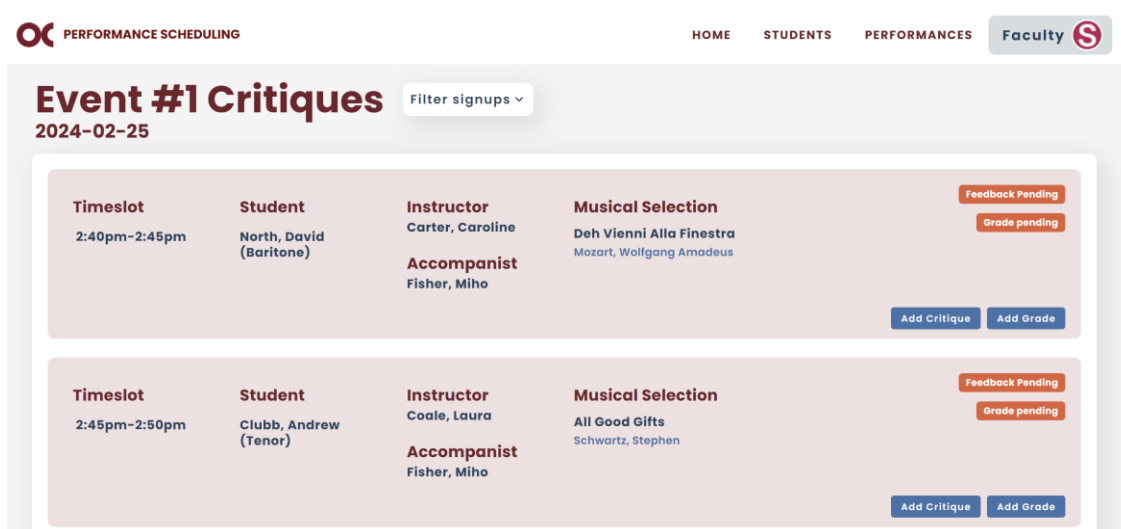 OC PERFORMANCE SCHEDULING
HOME STUDENTS PERFORMANCES Faculty S
Event #1 Critiques
Filter signups
2024-02-25
Feedback Pending
Grade pending
Timeslot
2:40pm-2:45pm
Student
North, David
(Baritone)
Instructor
Carter, Caroline
Accompanist
Fisher, Miho
Musical Selection
Deh Vienni Alla Finestra
Mozart, Wolfgang Amadeus
Add Critique Add Grade
Feedback Pending
Grade pending
Timeslot
2:45pm-2:50pm
Student
Clubb, Andrew
(Tenor)
Instructor
Coale, Laura
Accompanist
Fisher, Miho
Musical Selection
All Good Gifts
Schwartz, Stephen
Add Critique Add Grade